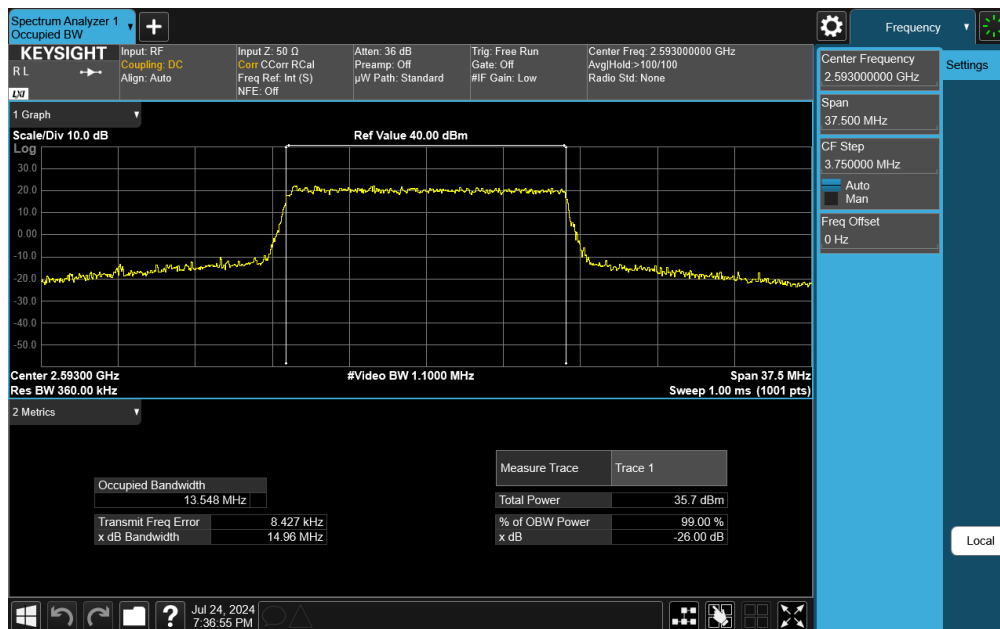 Spectrum Analyzer 1
Occupied BW
Frequency
KEYSIGHT
R L
LXI
Input: RF
Coupling: DC
Align: Auto
Input Z: 50 Ω
Corr CCorr RCal
Freq Ref: Int (S)
NFE: Off
Atten: 36 dB
Preamp: Off
µW Path: Standard
Trig: Free Run
Gate: Off
#IF Gain: Low
Center Freq: 2.593000000 GHz
Avg|Hold:>100/100
Radio Std: None
Center Frequency
2.593000000 GHz
Settings
Span
37.500 MHz
CF Step
3.750000 MHz
Auto
Man
Freq Offset
0 Hz
1 Graph
Scale/Div 10.0 dB
Ref Value 40.00 dBm
Log
30.0
20.0
10.0
0.00
-10.0
-20.0
-30.0
-40.0
-50.0
Center 2.59300 GHz
#Video BW 1.1000 MHz
Span 37.5 MHz
Res BW 360.00 kHz
Sweep 1.00 ms (1001 pts)
2 Metrics
Occupied Bandwidth
13.548 MHz
Transmit Freq Error 8.427 kHz
x dB Bandwidth 14.96 MHz
Measure Trace Trace 1
Total Power 35.7 dBm
% of OBW Power 99.00 %
x dB -26.00 dB
Local
?
Jul 24, 2024
7:36:55 PM